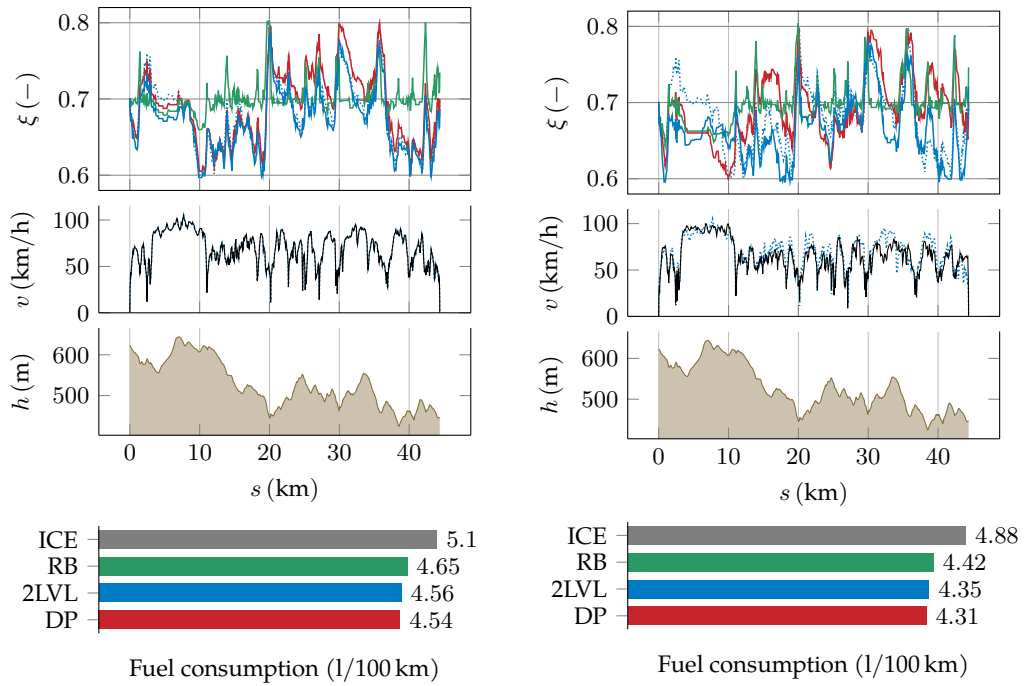 0.8
0.7
0.6
ξ (−)
100
50
0
v (km/h)
600
500
h (m)
0 10 20 30 40
s (km)
ICE 5.1
RB 4.65
2LVL 4.56
DP 4.54
Fuel consumption (l/100 km)
0.8
0.7
0.6
ξ (−)
100
50
0
v (km/h)
600
500
h (m)
0 10 20 30 40
s (km)
ICE 4.88
RB 4.42
2LVL 4.35
DP 4.31
Fuel consumption (l/100 km)